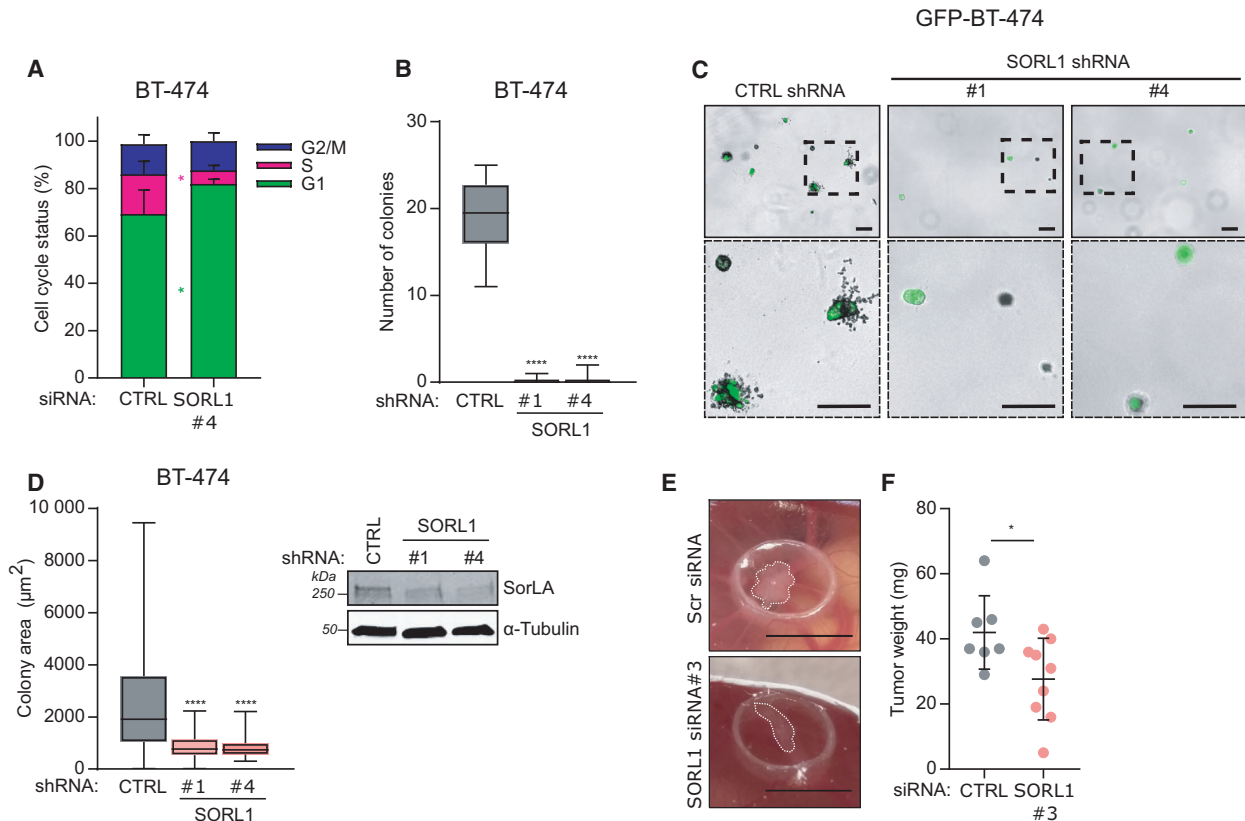 GFP-BT-474
A
BT-474
Cell cycle status (%)
100
80
60
40
20
0
*
*
G2/M
S
G1
siRNA: CTRL SORL1
#4
B
BT-474
Number of colonies
30
20
10
0
**** ****
shRNA: CTRL #1 #4
SORL1
C
SORL1 shRNA
CTRL shRNA #1 #4
D
BT-474
Colony area (µm²)
10 000
8000
6000
4000
2000
0
**** ****
shRNA: CTRL #1 #4
SORL1
CTRL
SORL1
shRNA: #1 #4
kDa
250 SorLA
50 α-Tubulin
E
Scr siRNA
SORL1 siRNA#3
F
Tumor weight (mg)
80
60
40
20
0
*
siRNA: CTRL SORL1
#3